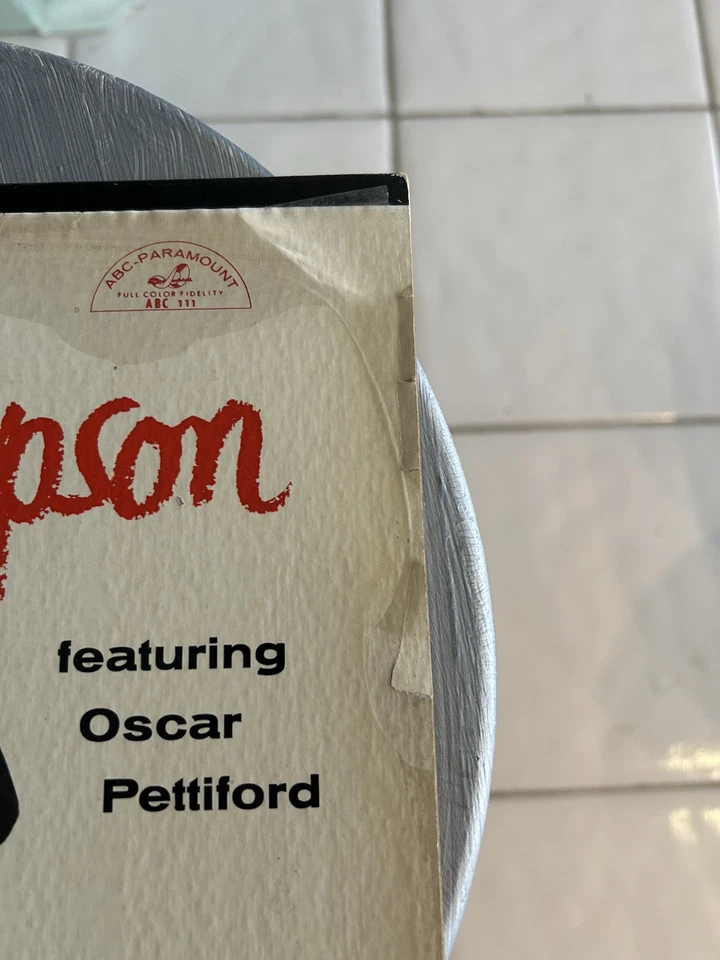 ABC-PARAMOUNT
FULL COLOR FIDELITY
ABC 111
pson
featuring
Oscar
Pettiford